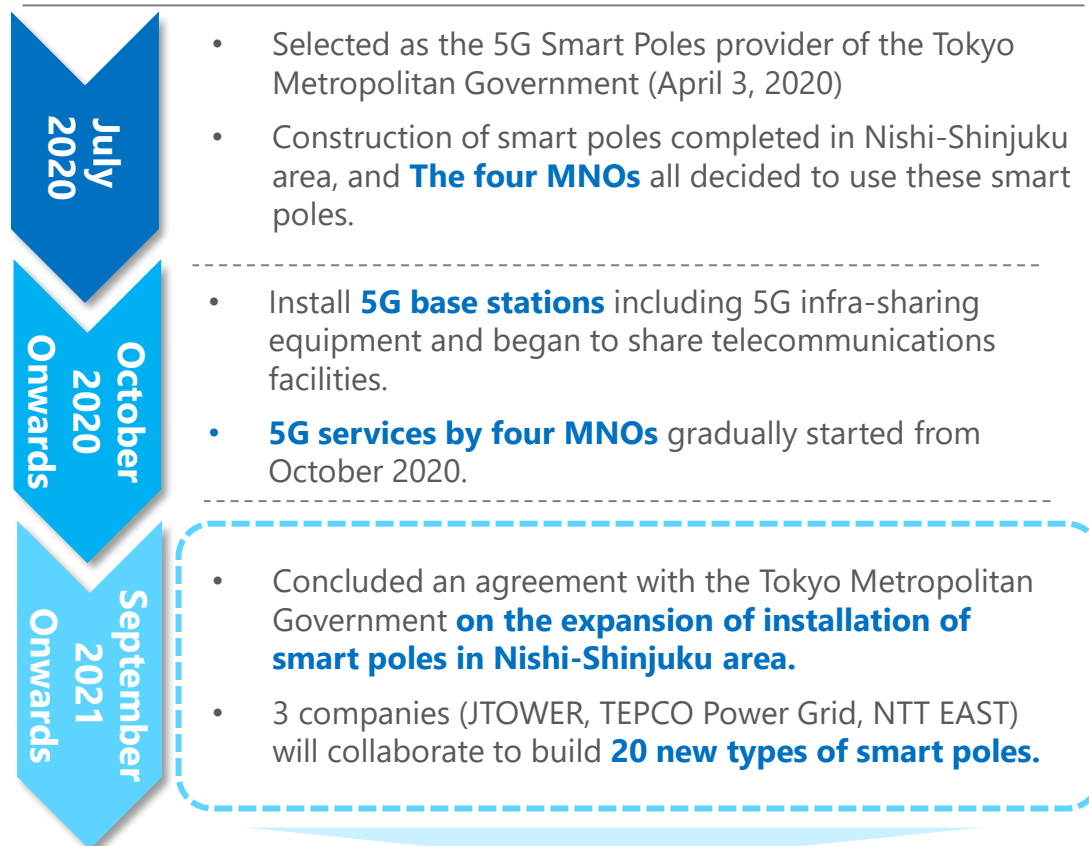 July
2020
• Selected as the 5G Smart Poles provider of the Tokyo
Metropolitan Government (April 3, 2020)
• Construction of smart poles completed in Nishi-Shinjuku
area, and The four MNOs all decided to use these smart
poles.
October
2020
Onwards
• Install 5G base stations including 5G infra-sharing
equipment and began to share telecommunications
facilities.
• 5G services by four MNOs gradually started from
October 2020.
September
2021
Onwards
• Concluded an agreement with the Tokyo Metropolitan
Government on the expansion of installation of
smart poles in Nishi-Shinjuku area.
• 3 companies (JTOWER, TEPCO Power Grid, NTT EAST)
will collaborate to build 20 new types of smart poles.